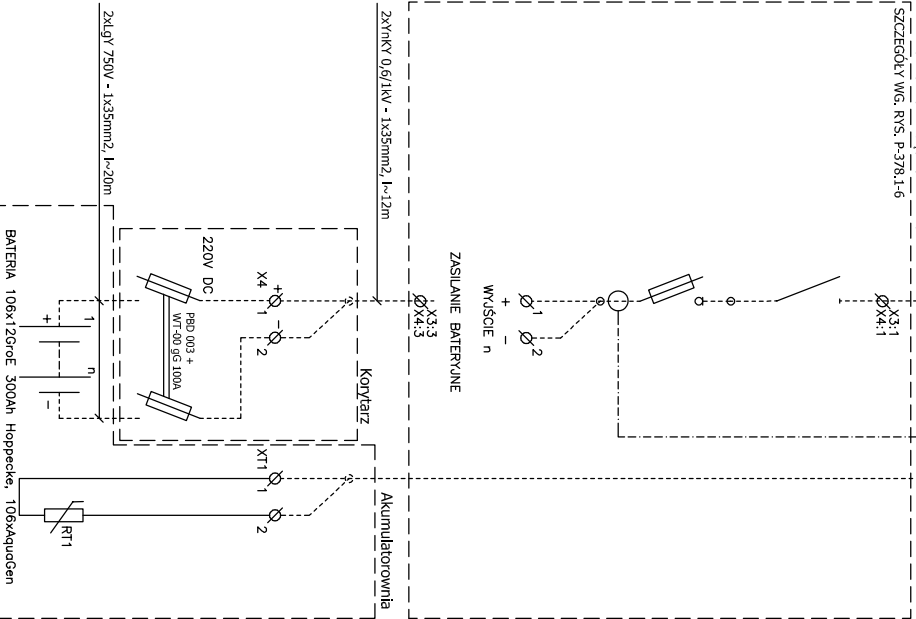 SZCZEGÓŁY WG. RYS. P-378.1-6
X3:1
X4:1
1
2
+
-
WYJŚCIE n
ZASILANIE BATERYJNE
X3:3
X4:3
2xYnKY 0,6/1kV - 1x35mm2, l~12m
Korytarz
X4
+
1
-
2
220V DC
PBD 003 +
WT-00 gG 100A
2xLgY 750V - 1x35mm2, l~20m
1
+
n
-
Akumulatorownia
XT1
1
2
RT1
BATERIA 106x12GroE 300Ah Hoppecke, 106xAquaGen